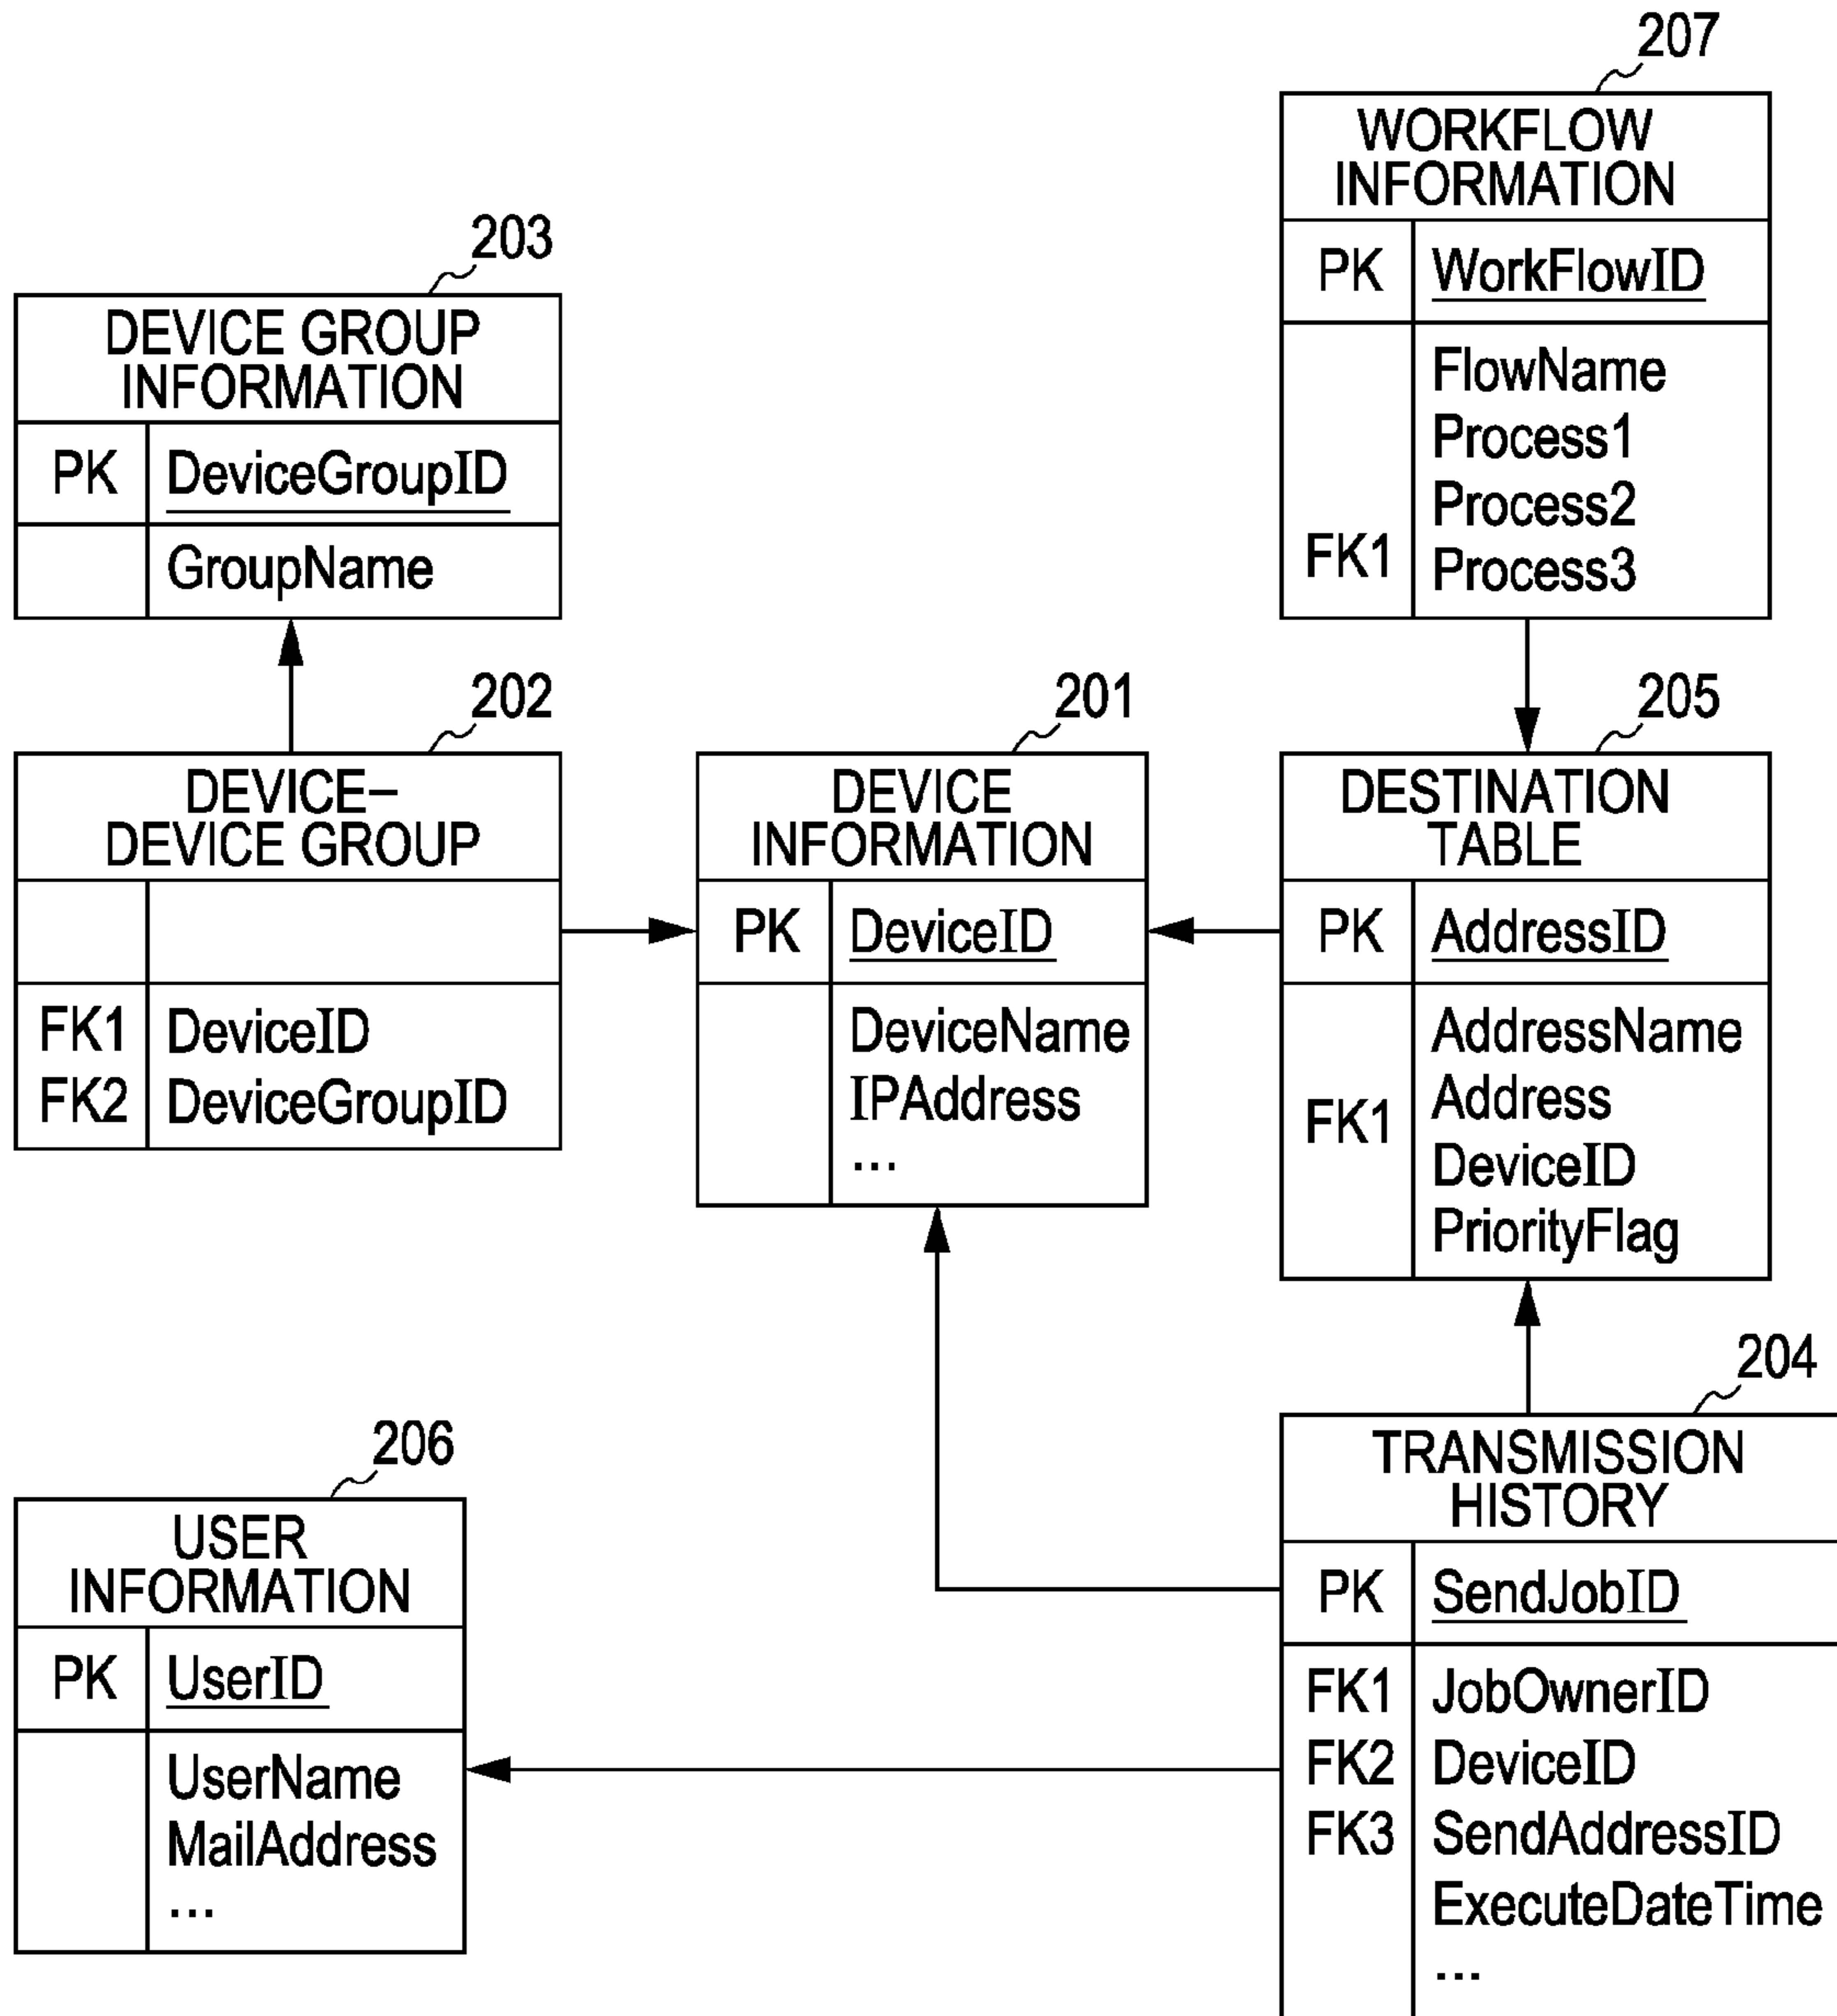 207
WORKFLOW
INFORMATION
PK WorkFlowID
FlowName
Process1
Process2
FK1 Process3
203
DEVICE GROUP
INFORMATION
PK DeviceGroupID
GroupName
202
DEVICE–
DEVICE GROUP
FK1 DeviceID
FK2 DeviceGroupID
201
DEVICE
INFORMATION
PK DeviceID
DeviceName
IPAddress
...
205
DESTINATION
TABLE
PK AddressID
AddressName
Address
FK1 DeviceID
PriorityFlag
204
TRANSMISSION
HISTORY
PK SendJobID
FK1 JobOwnerID
FK2 DeviceID
FK3 SendAddressID
ExecuteDateTime
...
206
USER
INFORMATION
PK UserID
UserName
MailAddress
...